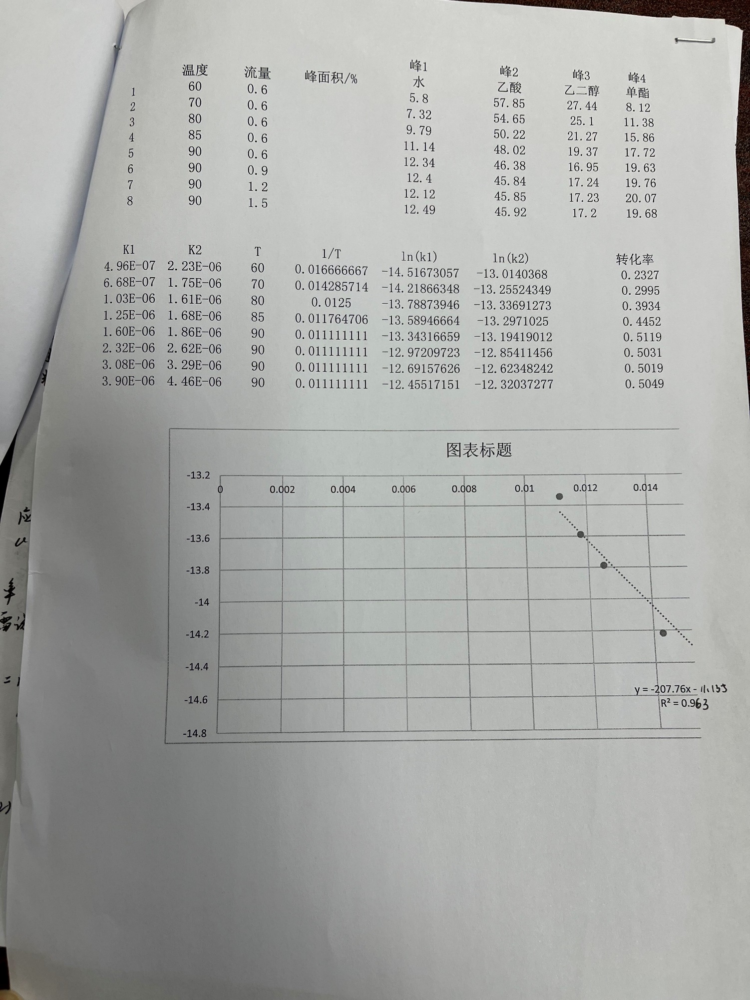 温度 流量 峰面积/% 峰1 峰2 峰3 峰4
水 乙酸 乙二醇 单酯
1 60 0.6 5.8 57.85 27.44 8.12
2 70 0.6 7.32 54.65 25.1 11.38
3 80 0.6 9.79 50.22 21.27 15.86
4 85 0.6 11.14 48.02 19.37 17.72
5 90 0.6 12.34 46.38 16.95 19.63
6 90 0.9 12.4 45.84 17.24 19.76
7 90 1.2 12.12 45.85 17.23 20.07
8 90 1.5 12.49 45.92 17.2 19.68
K1 K2 T 1/T ln(k1) ln(k2) 转化率
4.96E-07 2.23E-06 60 0.016666667 -14.51673057 -13.0140368 0.2327
6.68E-07 1.75E-06 70 0.014285714 -14.21866348 -13.25524349 0.2995
1.03E-06 1.61E-06 80 0.0125 -13.78873946 -13.33691273 0.3934
1.25E-06 1.68E-06 85 0.011764706 -13.58946664 -13.2971025 0.4452
1.60E-06 1.86E-06 90 0.011111111 -13.34316659 -13.19419012 0.5119
2.32E-06 2.62E-06 90 0.011111111 -12.97209723 -12.85411456 0.5031
3.08E-06 3.29E-06 90 0.011111111 -12.69157626 -12.62348242 0.5019
3.90E-06 4.46E-06 90 0.011111111 -12.45517151 -12.32037277 0.5049
图表标题
-13.2
0 0.002 0.004 0.006 0.008 0.01 0.012 0.014
-13.4
-13.6
-13.8
-14
-14.2
-14.4
y = -207.76x - 11.135
-14.6
R² = 0.963
-14.8
应
率